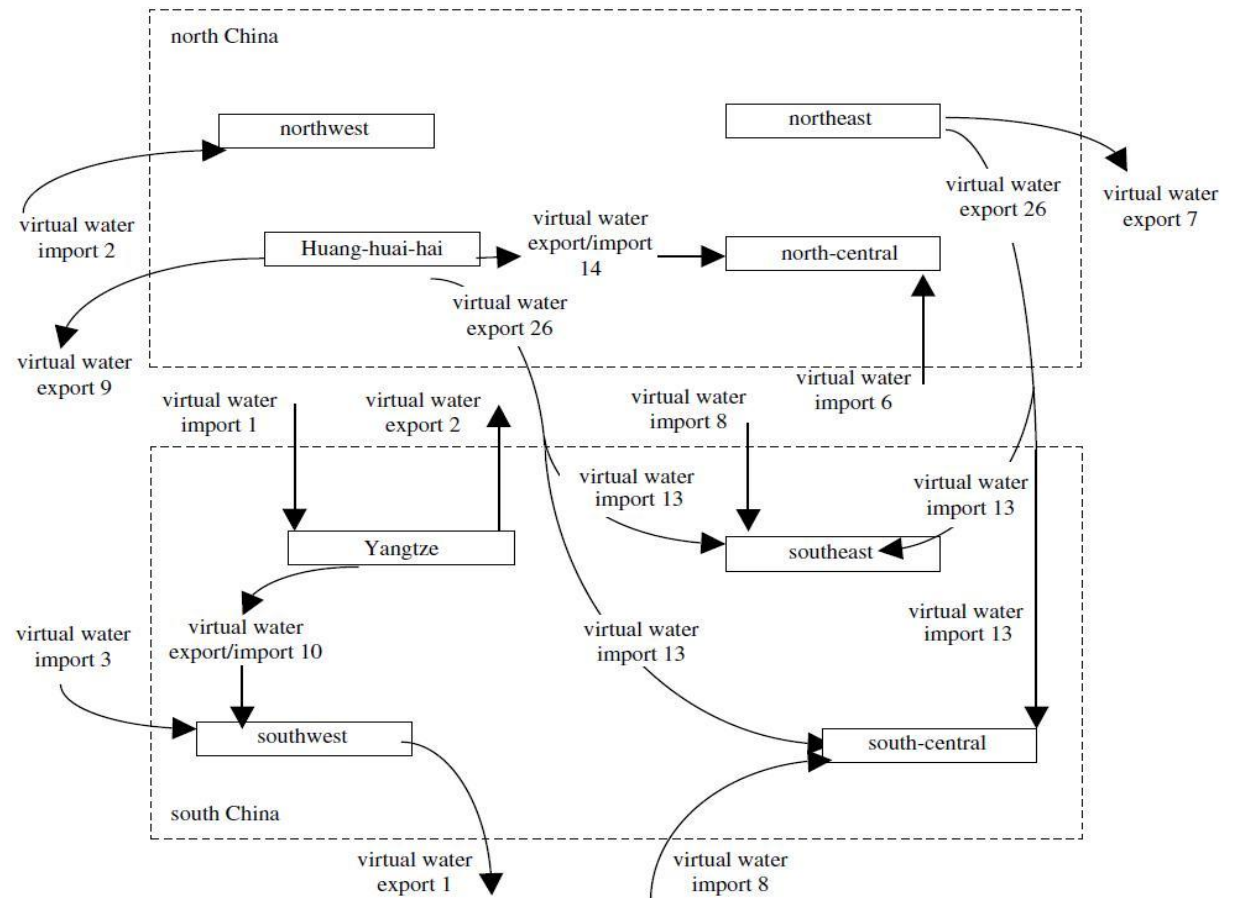 north China
northwest
northeast
virtual water
import 2
Huang-huai-hai
virtual water
export/import
14
north-central
virtual water
export 26
virtual water
export 7
virtual water
export 26
virtual water
export 9
virtual water
import 1
virtual water
export 2
virtual water
import 8
virtual water
import 6
virtual water
import 13
virtual water
import 13
Yangtze
southeast
virtual water
import 3
virtual water
export/import 10
virtual water
import 13
virtual water
import 13
southwest
south-central
south China
virtual water
export 1
virtual water
import 8